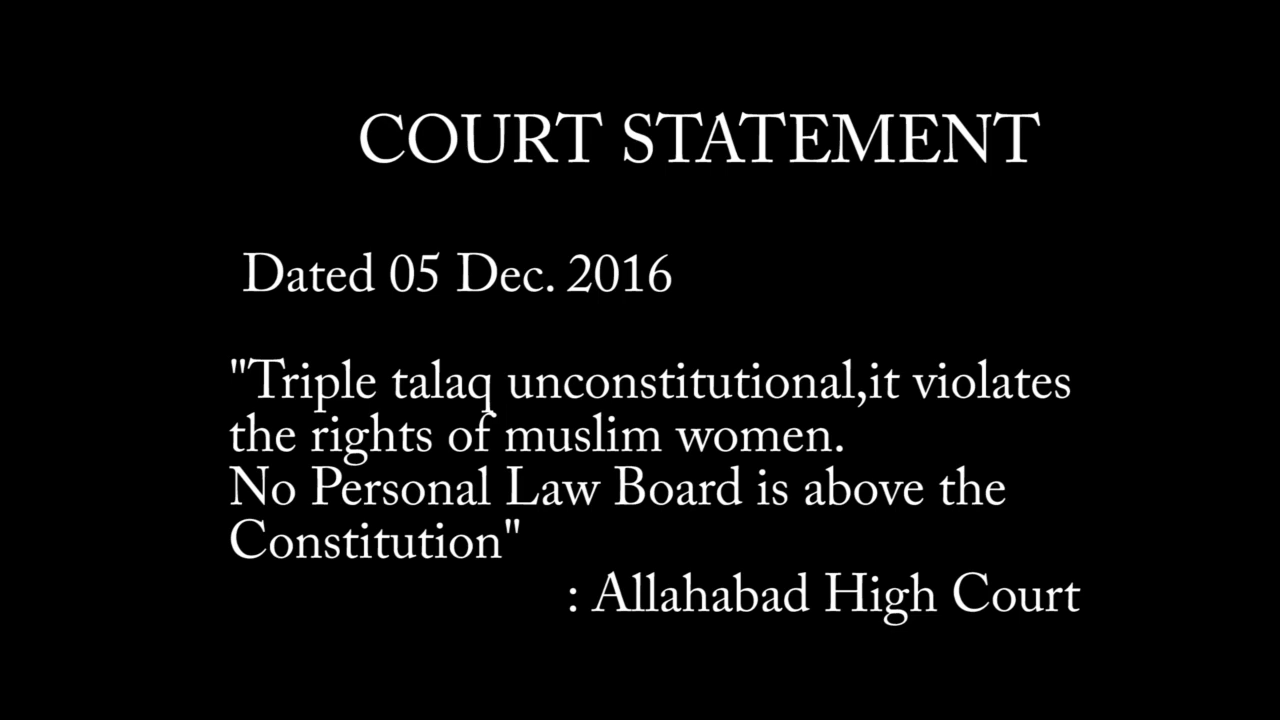 COURT STATEMENT
Dated 05 Dec. 2016
"Triple talaq unconstitutional,it violates
the rights of muslim women.
No Personal Law Board is above the
Constitution"
: Allahabad High Court